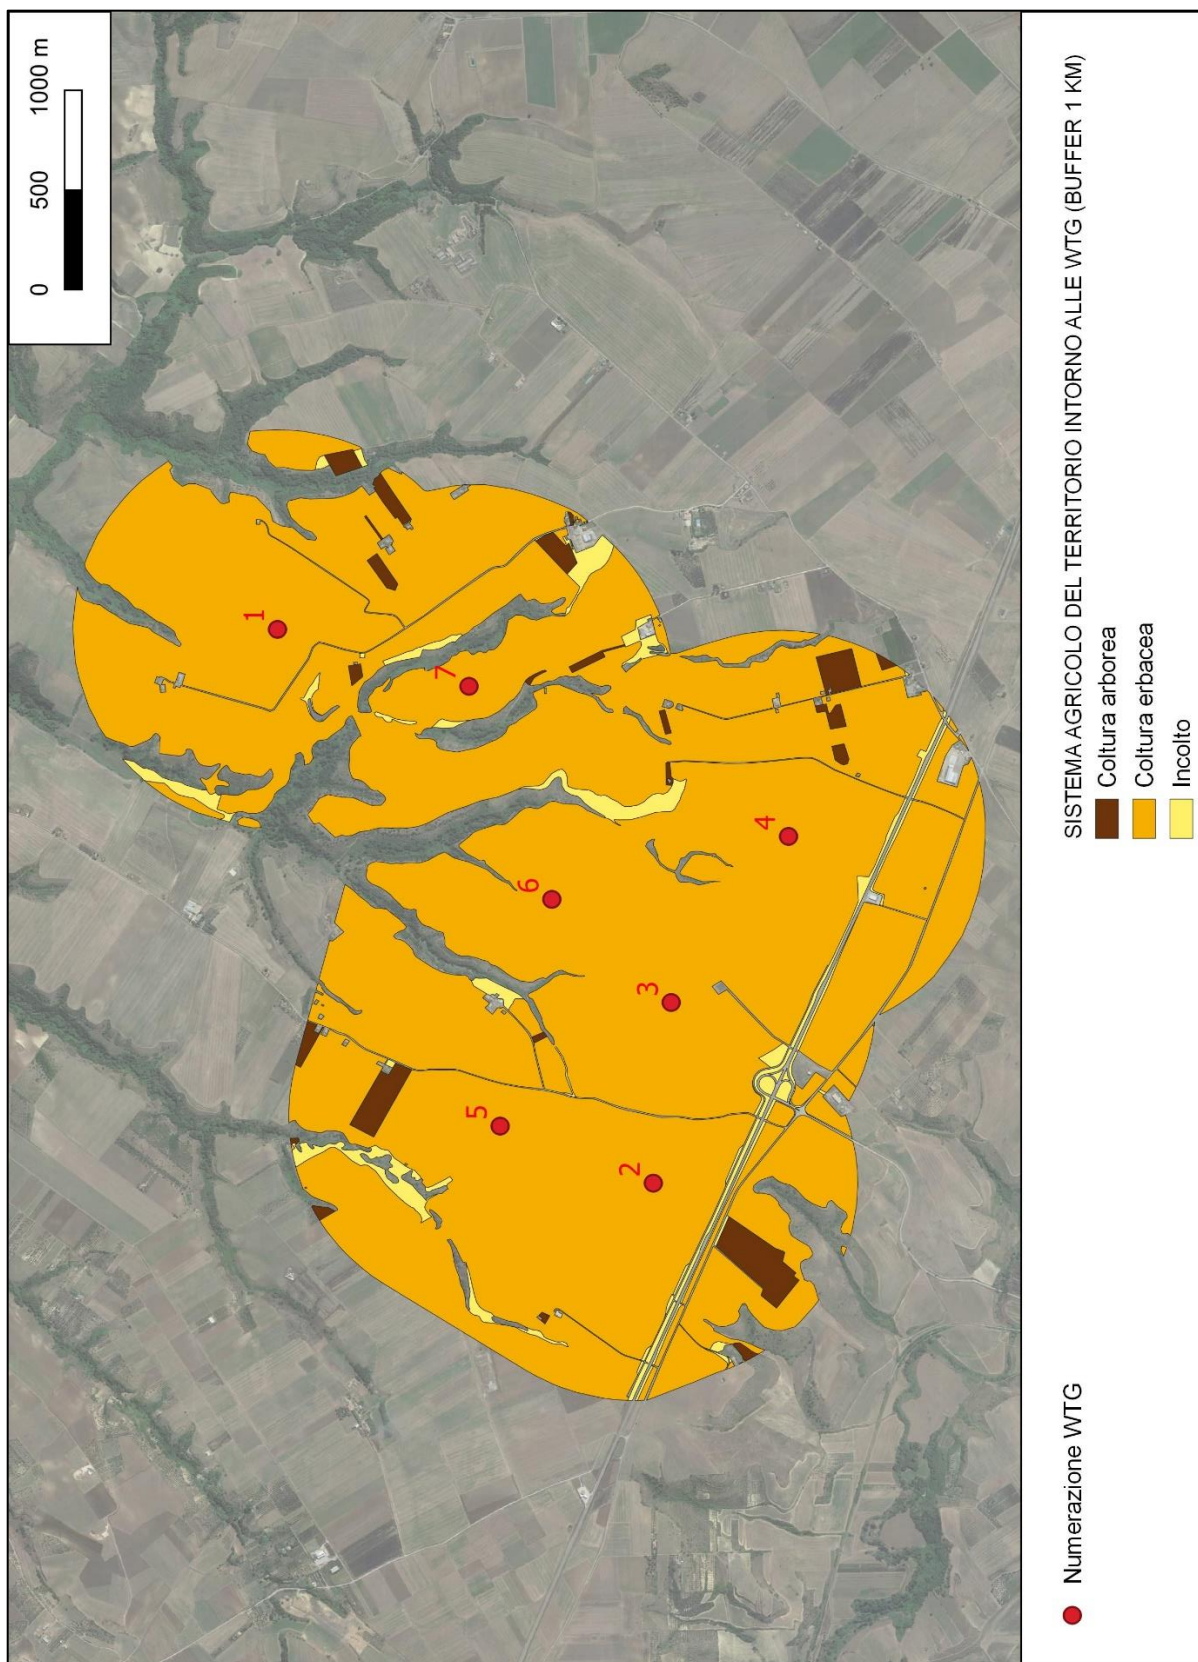 0 500 1000 m
1
7
6
4
3
5
2
SISTEMA AGRICOLO DEL TERRITORIO INTORNO ALLE WTG (BUFFER 1 KM)
Numerazione WTG
Coltura arborea
Coltura erbacea
Incolto